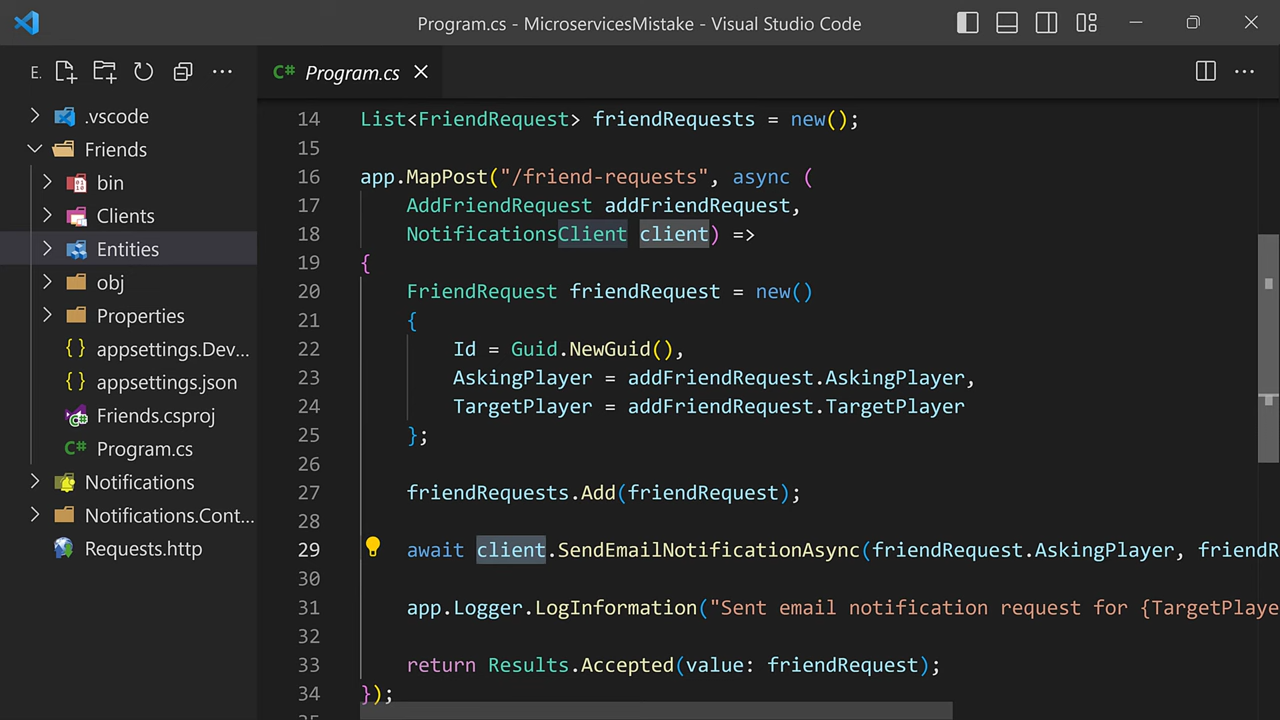 Program.cs - MicroservicesMistake - Visual Studio Code
E.
Program.cs
.vscode
Friends
bin
Clients
Entities
obj
Properties
appsettings.Dev...
appsettings.json
Friends.csproj
Program.cs
Notifications
Notifications.Cont...
Requests.http
14 List<FriendRequest> friendRequests = new();
15
16 app.MapPost("/friend-requests", async (
17 AddFriendRequest addFriendRequest,
18 NotificationsClient client) =>
19 {
20 FriendRequest friendRequest = new()
21 {
22 Id = Guid.NewGuid(),
23 AskingPlayer = addFriendRequest.AskingPlayer,
24 TargetPlayer = addFriendRequest.TargetPlayer
25 };
26
27 friendRequests.Add(friendRequest);
28
29 await client.SendEmailNotificationAsync(friendRequest.AskingPlayer, friendR
30
31 app.Logger.LogInformation("Sent email notification request for {TargetPlaye
32
33 return Results.Accepted(value: friendRequest);
34 });